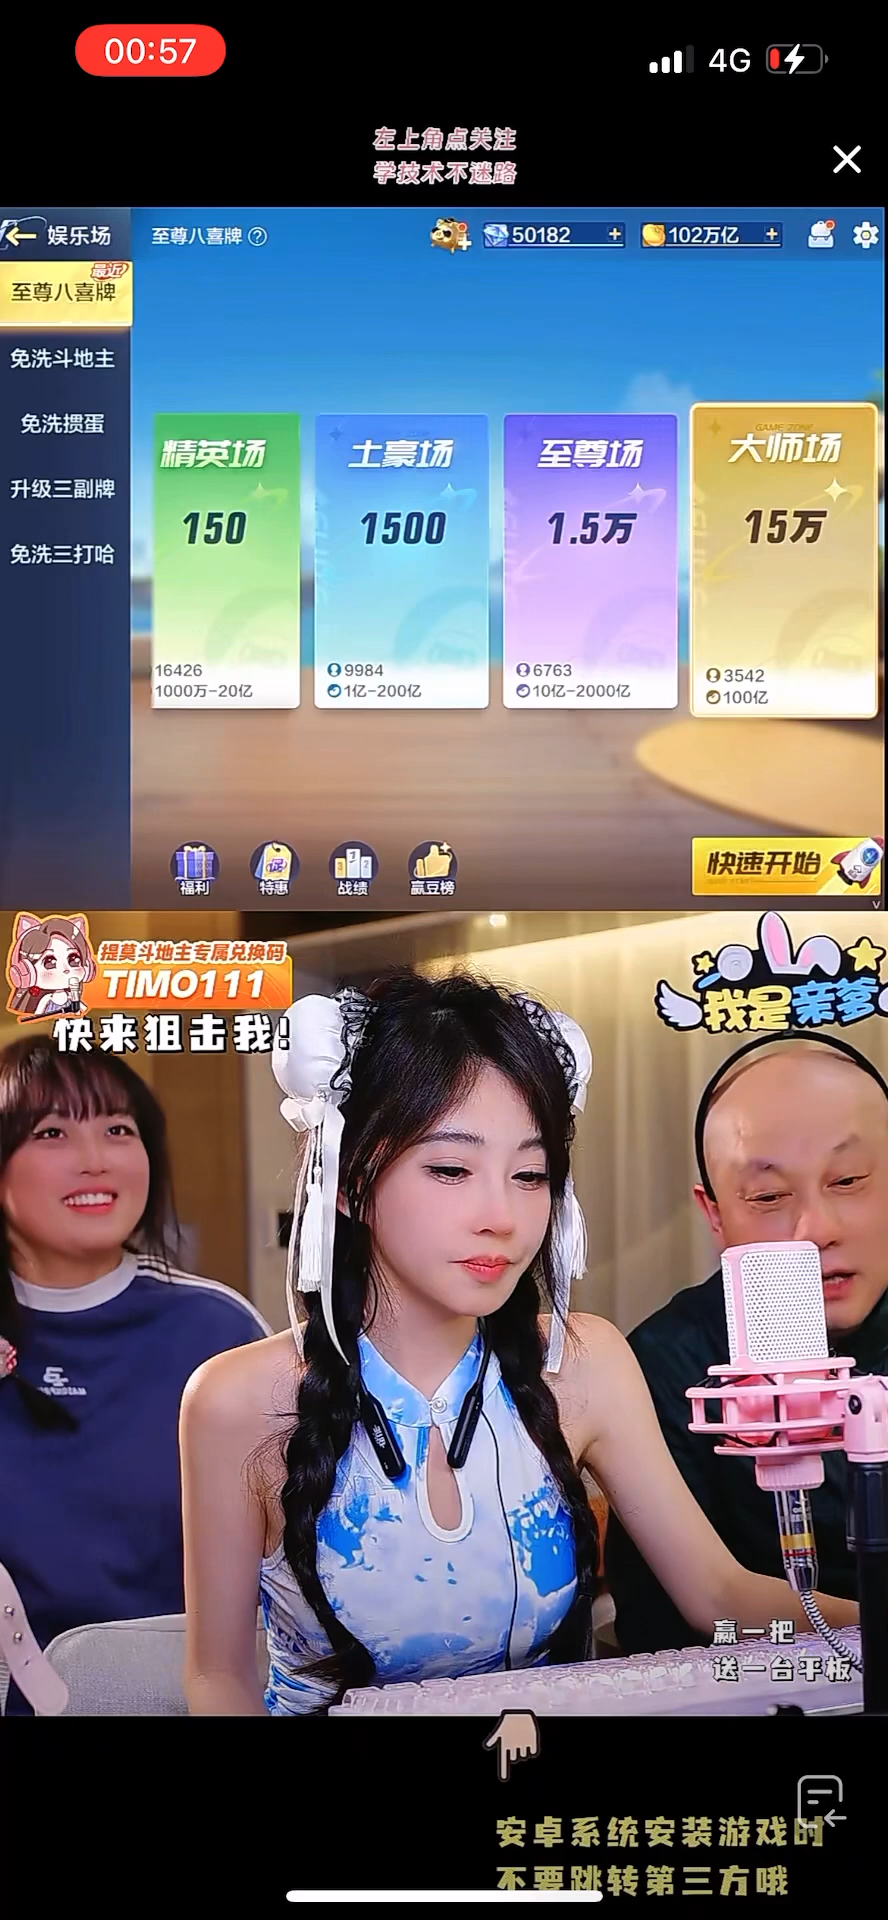 00:57
4G
左上角点关注
学技术不迷路
娱乐场
至尊八喜牌
50182
102万亿
最近
至尊八喜牌
免洗斗地主
免洗掼蛋
升级三副牌
免洗三打哈
精英场
150
16426
1000万-20亿
土豪场
1500
9984
1亿-200亿
至尊场
1.5万
6763
10亿-2000亿
GAME ZONE
大师场
15万
3542
100亿
福利
特惠
战绩
赢豆榜
快速开始
提莫斗地主专属兑换码
TIMO111
快来狙击我!
我是亲爹
赢一把
送一台平板
安卓系统安装游戏时
不要跳转第三方哦